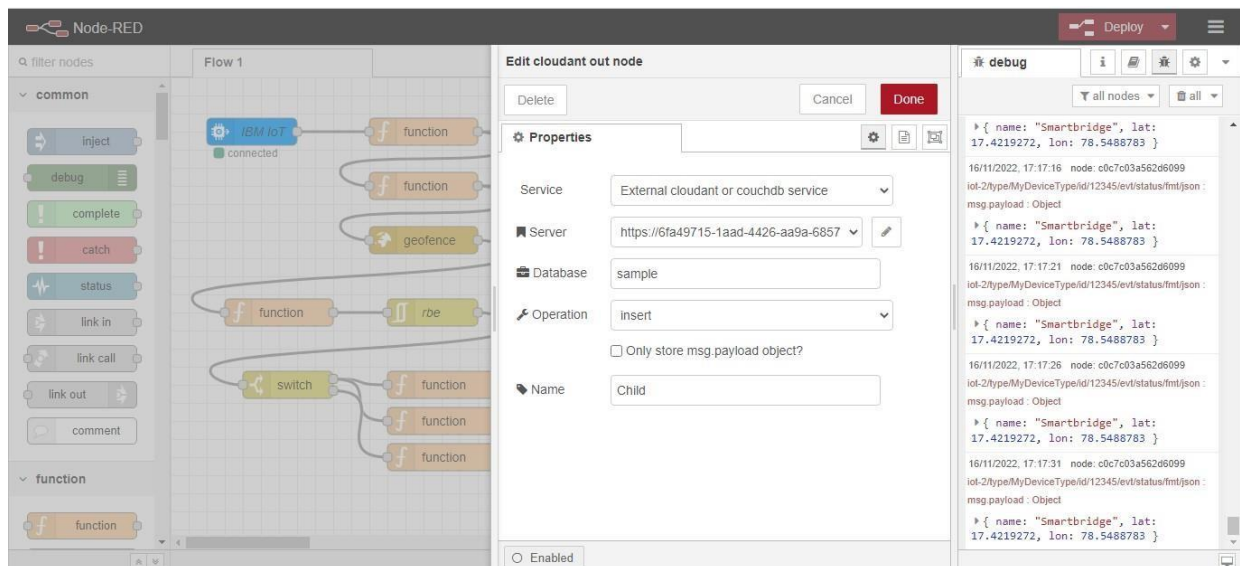 Node-RED
Deploy
filter nodes
common
inject
debug
complete
catch
status
link in
link call
link out
comment
function
function
Flow 1
IBM IoT
connected
function
function
geofence
function
rbe
switch
function
function
function
Edit cloudant out node
Delete
Cancel
Done
Properties
Service
External cloudant or couchdb service
Server
https://6fa49715-1aad-4426-aa9a-6857
Database
sample
Operation
insert
Only store msg.payload object?
Name
Child
Enabled
debug
i
all nodes
all
{ name: "Smartbridge", lat:
17.4219272, lon: 78.5488783 }
16/11/2022, 17:17:16 node: c0c7c03a562d6099
iot-2/type/MyDeviceType/id/12345/evt/status/fmt/json :
msg.payload : Object
{ name: "Smartbridge", lat:
17.4219272, lon: 78.5488783 }
16/11/2022, 17:17:21 node: c0c7c03a562d6099
iot-2/type/MyDeviceType/id/12345/evt/status/fmt/json :
msg.payload : Object
{ name: "Smartbridge", lat:
17.4219272, lon: 78.5488783 }
16/11/2022, 17:17:26 node: c0c7c03a562d6099
iot-2/type/MyDeviceType/id/12345/evt/status/fmt/json :
msg.payload : Object
{ name: "Smartbridge", lat:
17.4219272, lon: 78.5488783 }
16/11/2022, 17:17:31 node: c0c7c03a562d6099
iot-2/type/MyDeviceType/id/12345/evt/status/fmt/json :
msg.payload : Object
{ name: "Smartbridge", lat:
17.4219272, lon: 78.5488783 }